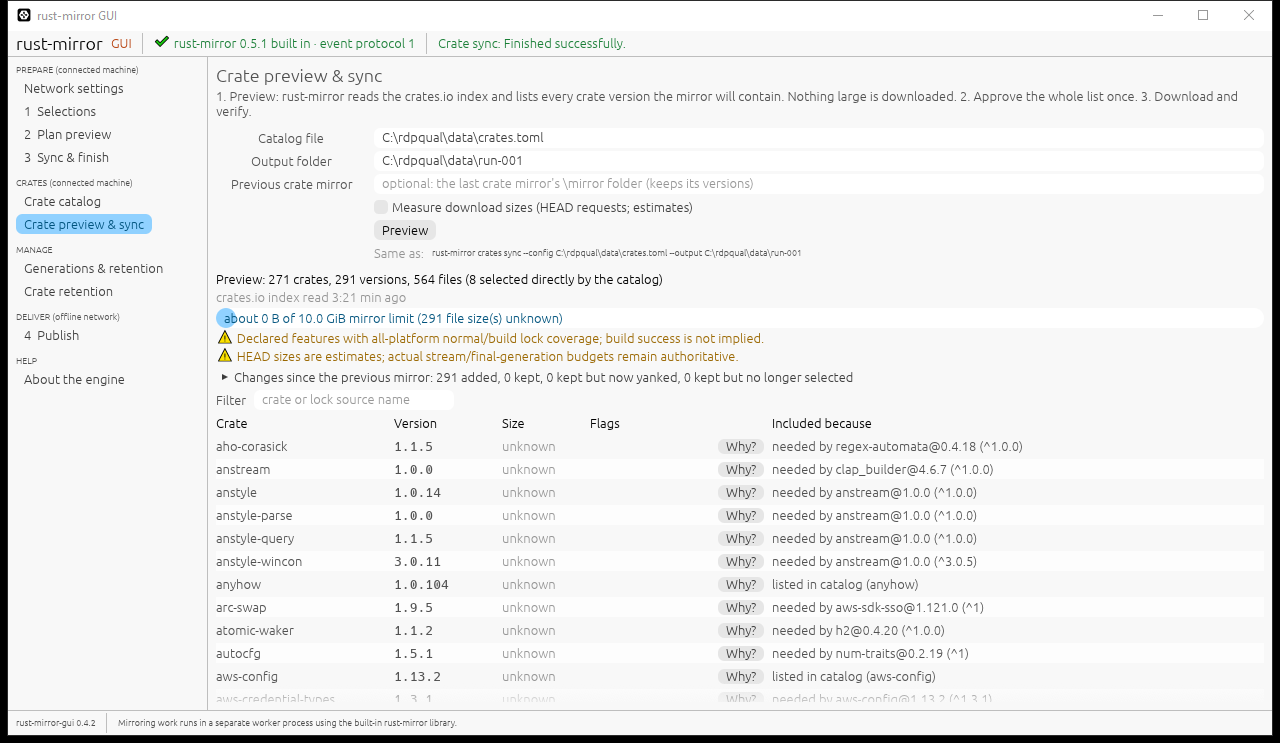 rust-mirror GUI
rust-mirror GUI rust-mirror 0.5.1 built in · event protocol 1 Crate sync: Finished successfully.
PREPARE (connected machine)
Network settings
1 Selections
2 Plan preview
3 Sync & finish
CRATES (connected machine)
Crate catalog
Crate preview & sync
MANAGE
Generations & retention
Crate retention
DELIVER (offline network)
4 Publish
HELP
About the engine
Crate preview & sync
1. Preview: rust-mirror reads the crates.io index and lists every crate version the mirror will contain. Nothing large is downloaded. 2. Approve the whole list once. 3. Download and
verify.
Catalog file C:\rdpqual\data\crates.toml
Output folder C:\rdpqual\data\run-001
Previous crate mirror optional: the last crate mirror's \mirror folder (keeps its versions)
Measure download sizes (HEAD requests; estimates)
Preview
Same as: rust-mirror crates sync --config C:\rdpqual\data\crates.toml --output C:\rdpqual\data\run-001
Preview: 271 crates, 291 versions, 564 files (8 selected directly by the catalog)
crates.io index read 3:21 min ago
about 0 B of 10.0 GiB mirror limit (291 file size(s) unknown)
Declared features with all-platform normal/build lock coverage; build success is not implied.
HEAD sizes are estimates; actual stream/final-generation budgets remain authoritative.
Changes since the previous mirror: 291 added, 0 kept, 0 kept but now yanked, 0 kept but no longer selected
Filter crate or lock source name
Crate Version Size Flags Included because
aho-corasick 1.1.5 unknown Why? needed by regex-automata@0.4.18 (^1.0.0)
anstream 1.0.0 unknown Why? needed by clap_builder@4.6.7 (^1.0.0)
anstyle 1.0.14 unknown Why? needed by anstream@1.0.0 (^1.0.0)
anstyle-parse 1.0.0 unknown Why? needed by anstream@1.0.0 (^1.0.0)
anstyle-query 1.1.5 unknown Why? needed by anstream@1.0.0 (^1.0.0)
anstyle-wincon 3.0.11 unknown Why? needed by anstream@1.0.0 (^3.0.5)
anyhow 1.0.104 unknown Why? listed in catalog (anyhow)
arc-swap 1.9.5 unknown Why? needed by aws-sdk-sso@1.121.0 (^1)
atomic-waker 1.1.2 unknown Why? needed by h2@0.4.20 (^1.0.0)
autocfg 1.5.1 unknown Why? needed by num-traits@0.2.19 (^1)
aws-config 1.13.2 unknown Why? listed in catalog (aws-config)
aws-credential-types 1.3.1 unknown Why? needed by aws-config@1.13.2 (^1.3.1)
rust-mirror-gui 0.4.2 Mirroring work runs in a separate worker process using the built-in rust-mirror library.